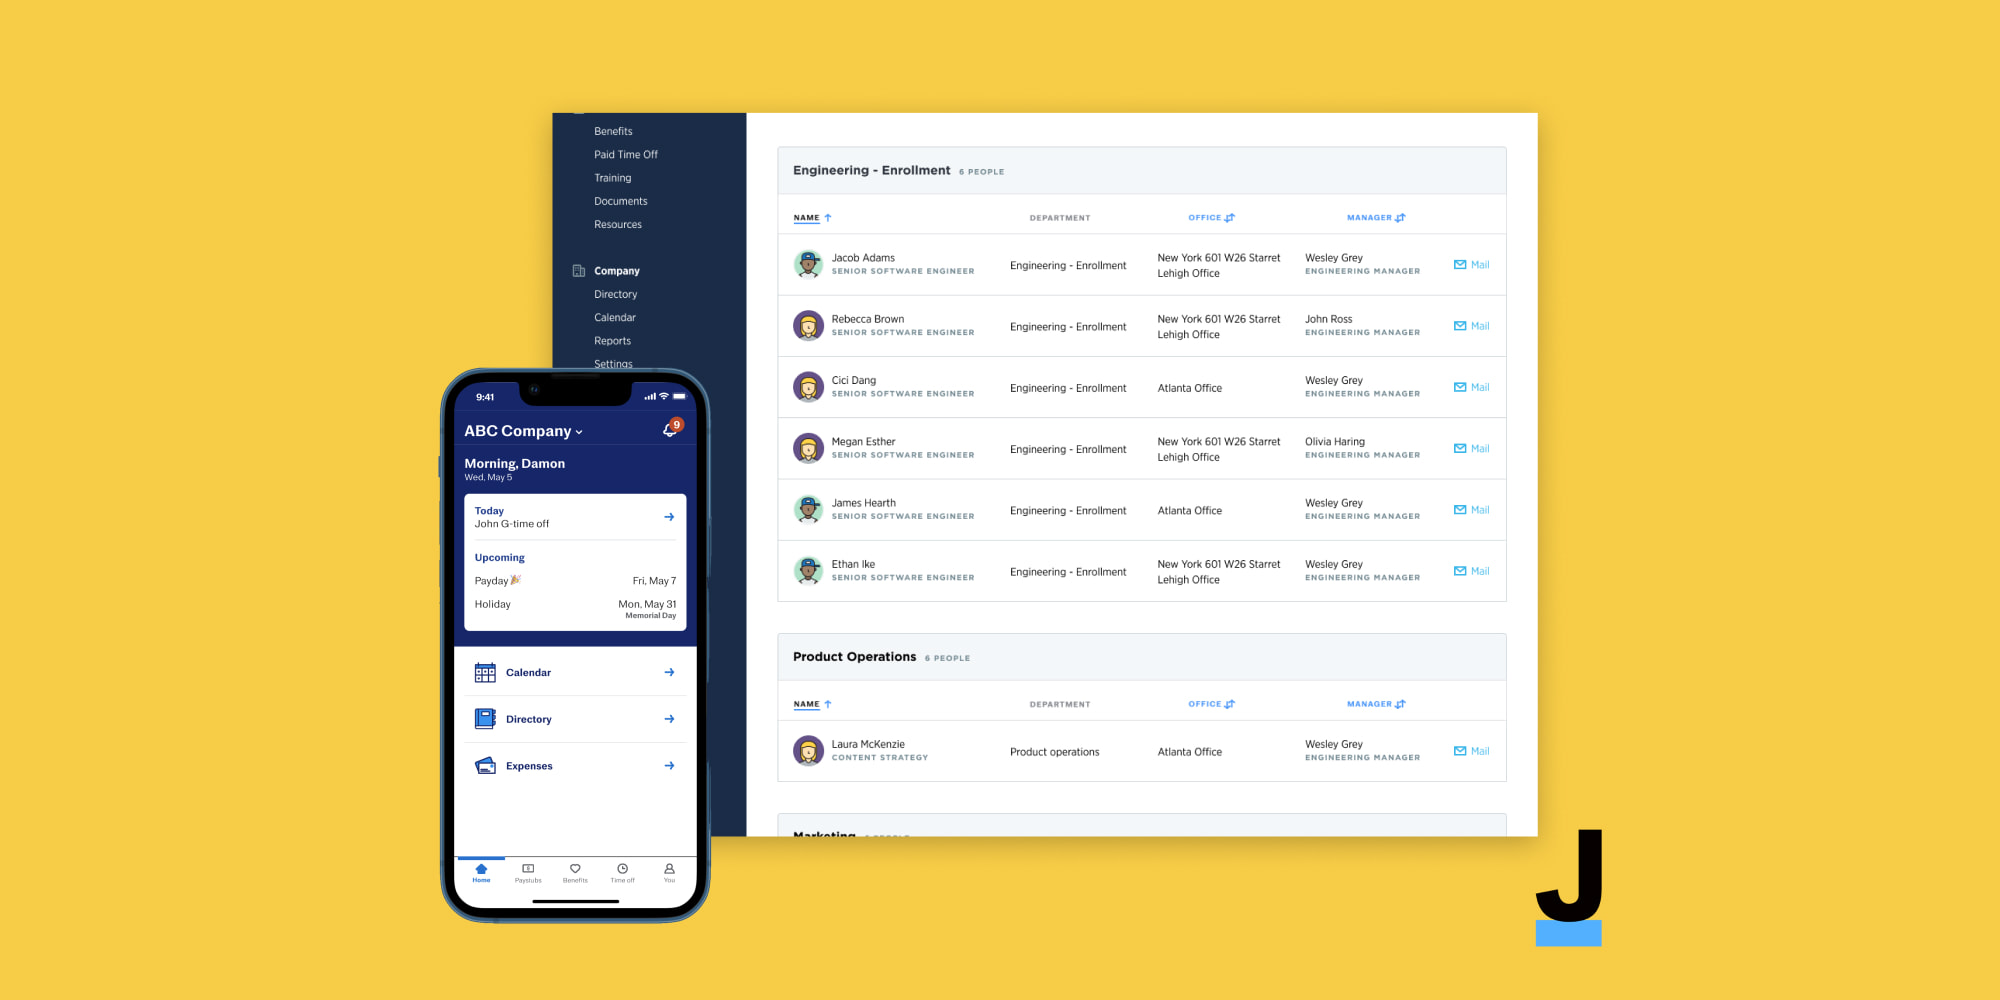 Benefits
Paid Time Off
Training
Documents
Resources
Company
Directory
Calendar
Reports
Settings
Engineering - Enrollment 6 PEOPLE
NAME DEPARTMENT OFFICE MANAGER
Jacob Adams
SENIOR SOFTWARE ENGINEER
Engineering - Enrollment
New York 601 W26 Starret
Lehigh Office
Wesley Grey
ENGINEERING MANAGER
Mail
Rebecca Brown
SENIOR SOFTWARE ENGINEER
Engineering - Enrollment
New York 601 W26 Starret
Lehigh Office
John Ross
ENGINEERING MANAGER
Mail
Cici Dang
SENIOR SOFTWARE ENGINEER
Engineering - Enrollment
Atlanta Office
Wesley Grey
ENGINEERING MANAGER
Mail
Megan Esther
SENIOR SOFTWARE ENGINEER
Engineering - Enrollment
New York 601 W26 Starret
Lehigh Office
Olivia Haring
ENGINEERING MANAGER
Mail
James Hearth
SENIOR SOFTWARE ENGINEER
Engineering - Enrollment
Atlanta Office
Wesley Grey
ENGINEERING MANAGER
Mail
Ethan Ike
SENIOR SOFTWARE ENGINEER
Engineering - Enrollment
New York 601 W26 Starret
Lehigh Office
Wesley Grey
ENGINEERING MANAGER
Mail
Product Operations 6 PEOPLE
NAME DEPARTMENT OFFICE MANAGER
Laura McKenzie
CONTENT STRATEGY
Product operations
Atlanta Office
Wesley Grey
ENGINEERING MANAGER
Mail
Marketing
9:41
ABC Company
9
Morning, Damon
Wed, May 5
Today
John G-time off
Upcoming
Payday Fri, May 7
Holiday Mon, May 31
Memorial Day
Calendar
Directory
Expenses
Home Paystubs Benefits Time off You
J